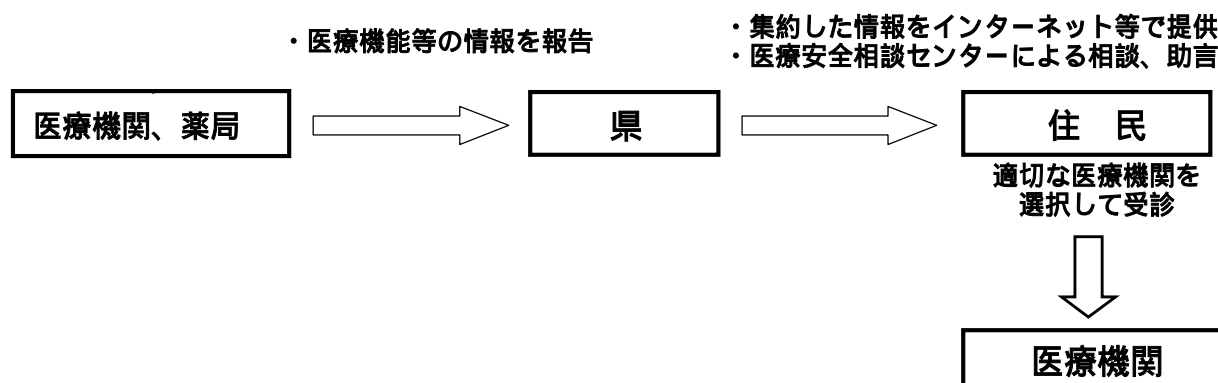 ・医療機能等の情報を報告
・集約した情報をインターネット等で提供
・医療安全相談センターによる相談、助言
医療機関、薬局
県
住　民
適切な医療機関を
選択して受診
医療機関